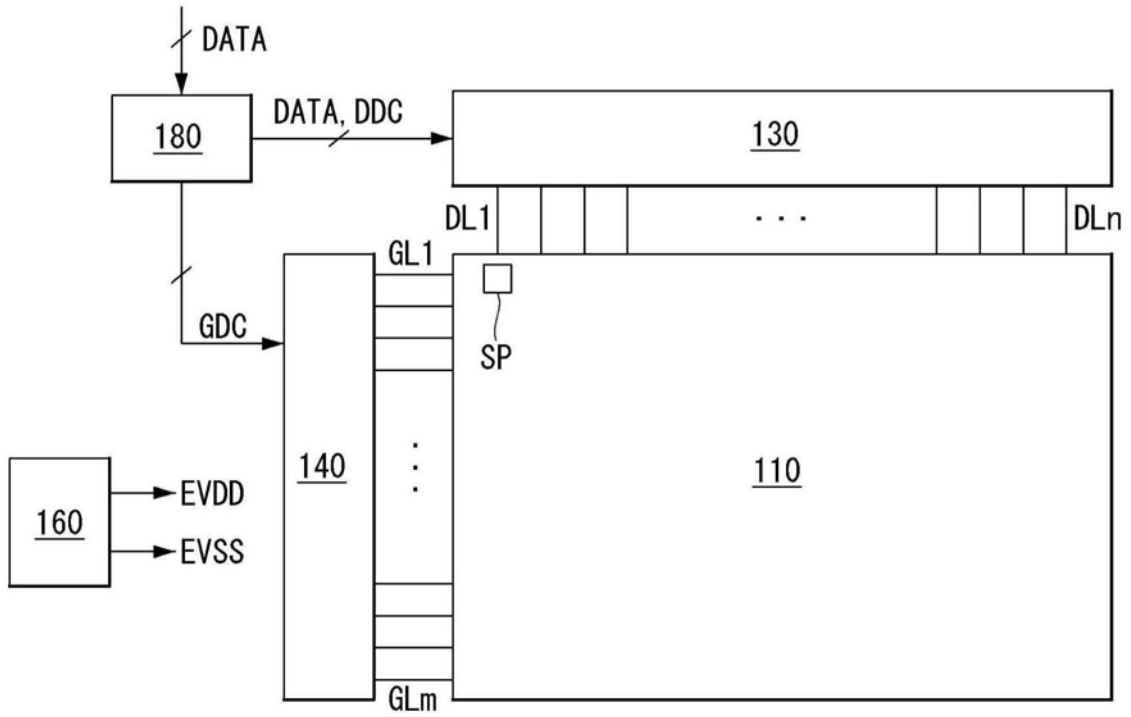 DATA
180
DATA, DDC
130
DL1
. . .
DLn
GL1
GDC
SP
140
110
160
EVDD
EVSS
GLm